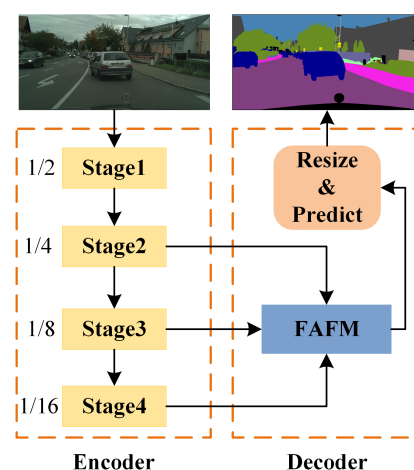 1/2
Stage1
1/4
Stage2
1/8
Stage3
1/16
Stage4
Encoder
Resize
&
Predict
FAFM
Decoder